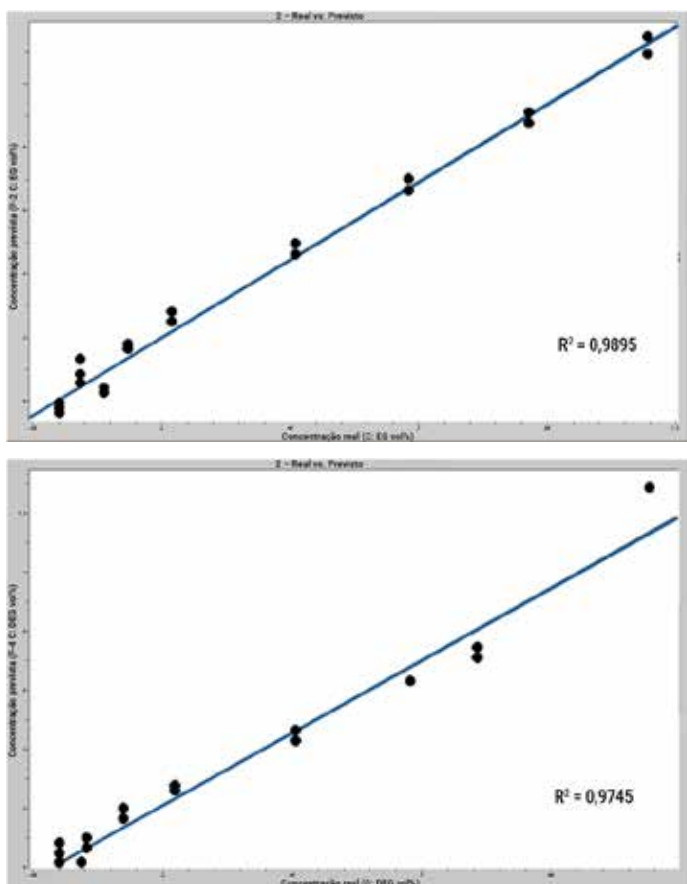 2 - Real vs. Previsto
Concentração prevista (F-2 C: EG vol%)
R² = 0,9895
Concentração real (C: EG vol%)
2 - Real vs. Previsto
Concentração prevista (F-4 C: DEG vol%)
R² = 0,9745
Concentração real (C: DEG vol%)